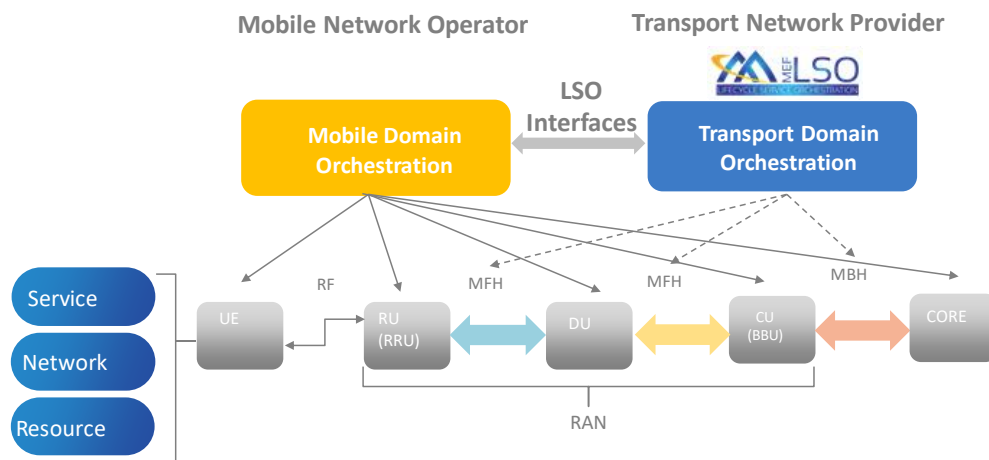 Mobile Network Operator
Transport Network Provider
MEF LSO
LIFECYCLE SERVICE ORCHESTRATION
LSO
Interfaces
Mobile Domain
Orchestration
Transport Domain
Orchestration
RF
MFH
MFH
MBH
Service
Network
Resource
UE
RU
(RRU)
DU
CU
(BBU)
CORE
RAN